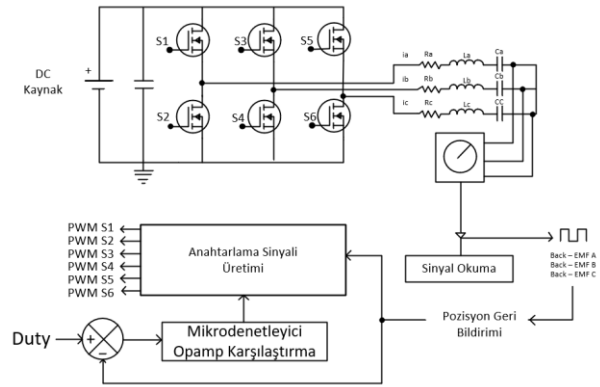 S1
S3
S5
DC
Kaynak
+
S2
S4
S6
ia
Ra
La
Ca
ib
Rb
Lb
Cb
ic
Rc
Lc
CC
PWM S1
PWM S2
PWM S3
PWM S4
PWM S5
PWM S6
Anahtarlama Sinyali
Üretimi
Sinyal Okuma
Back – EMF A
Back – EMF B
Back – EMF C
Duty
+
–
Mikrodenetleyici
Opamp Karşılaştırma
Pozisyon Geri
Bildirimi